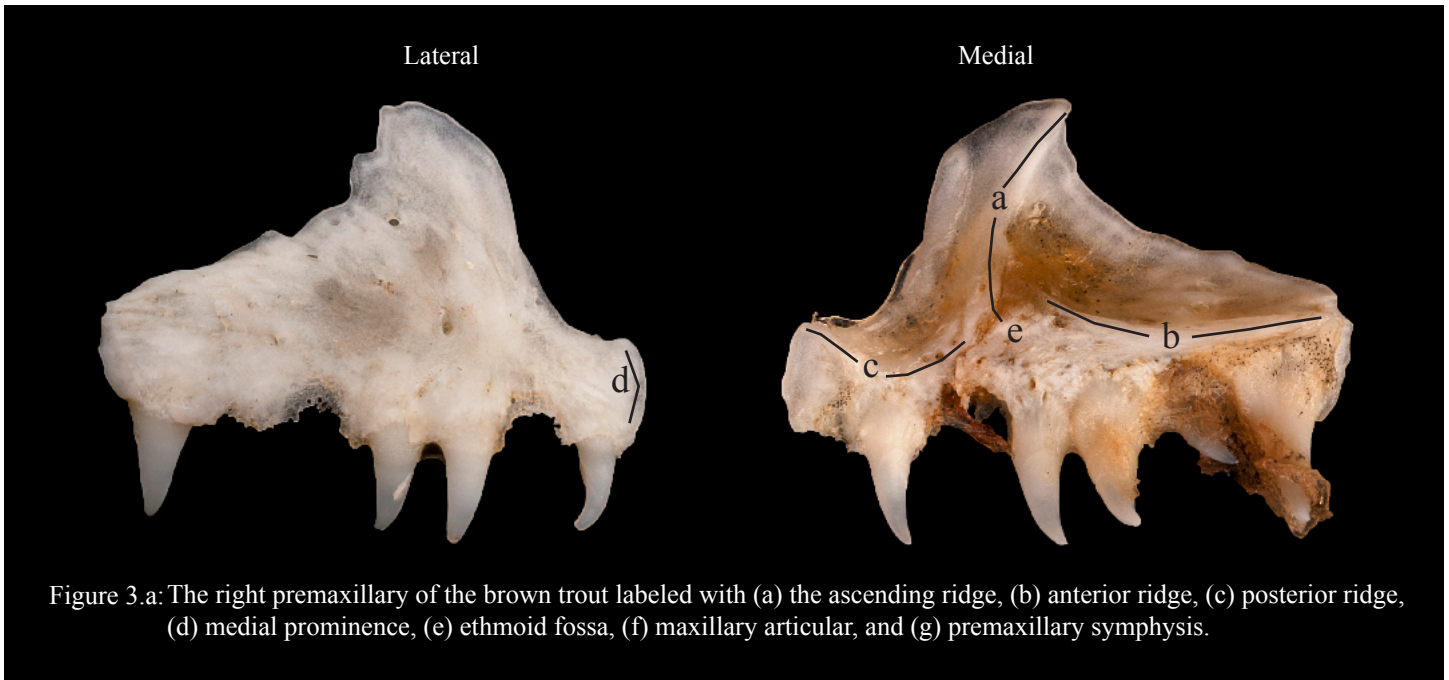 Lateral
Medial
a
e
b
c
d
Figure 3.a: The right premaxillary of the brown trout labeled with (a) the ascending ridge, (b) anterior ridge, (c) posterior ridge,
(d) medial prominence, (e) ethmoid fossa, (f) maxillary articular, and (g) premaxillary symphysis.